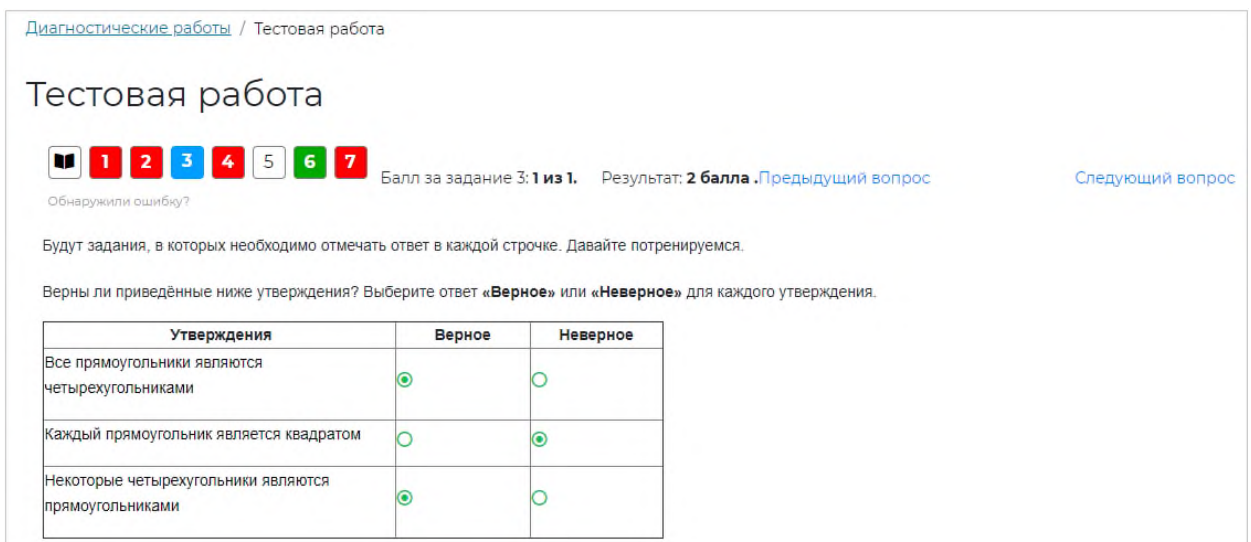 Диагностические работы / Тестовая работа
Тестовая работа
1 2 3 4 5 6 7
Балл за задание 3: 1 из 1. Результат: 2 балла .Предыдущий вопрос Следующий вопрос
Обнаружили ошибку?
Будут задания, в которых необходимо отмечать ответ в каждой строчке. Давайте потренируемся.
Верны ли приведённые ниже утверждения? Выберите ответ «Верное» или «Неверное» для каждого утверждения.
Утверждения Верное Неверное
Все прямоугольники являются
четырехугольниками
Каждый прямоугольник является квадратом
Некоторые четырехугольники являются
прямоугольниками